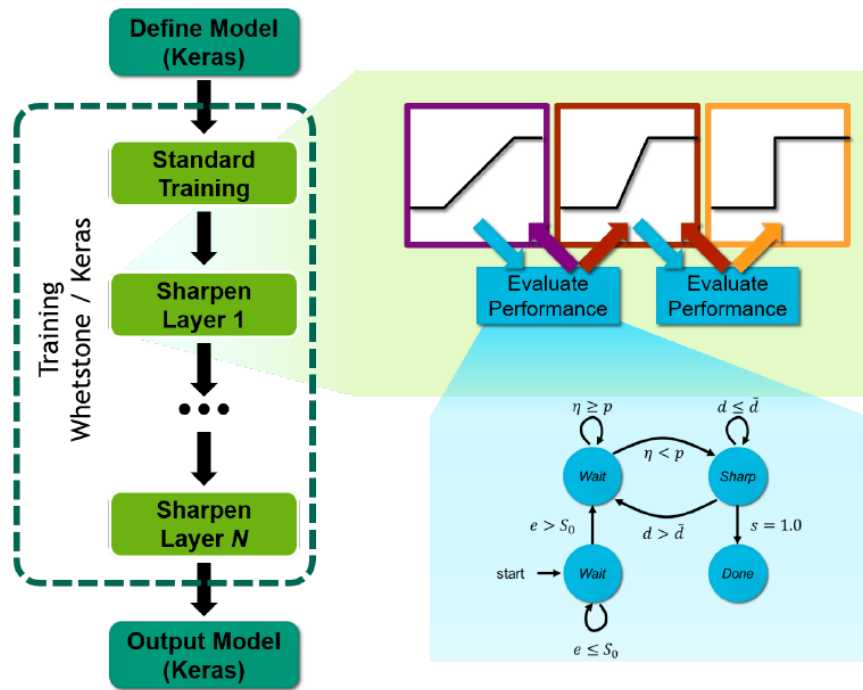 Define Model
(Keras)
Training
Whetstone / Keras
Standard
Training
Sharpen
Layer 1
•••
Sharpen
Layer N
Output Model
(Keras)
Evaluate
Performance
Evaluate
Performance
η ≥ p
d ≤ d̃
Wait
η < p
Sharp
e > S₀
d > d̃
s = 1.0
start
Wait
Done
e ≤ S₀